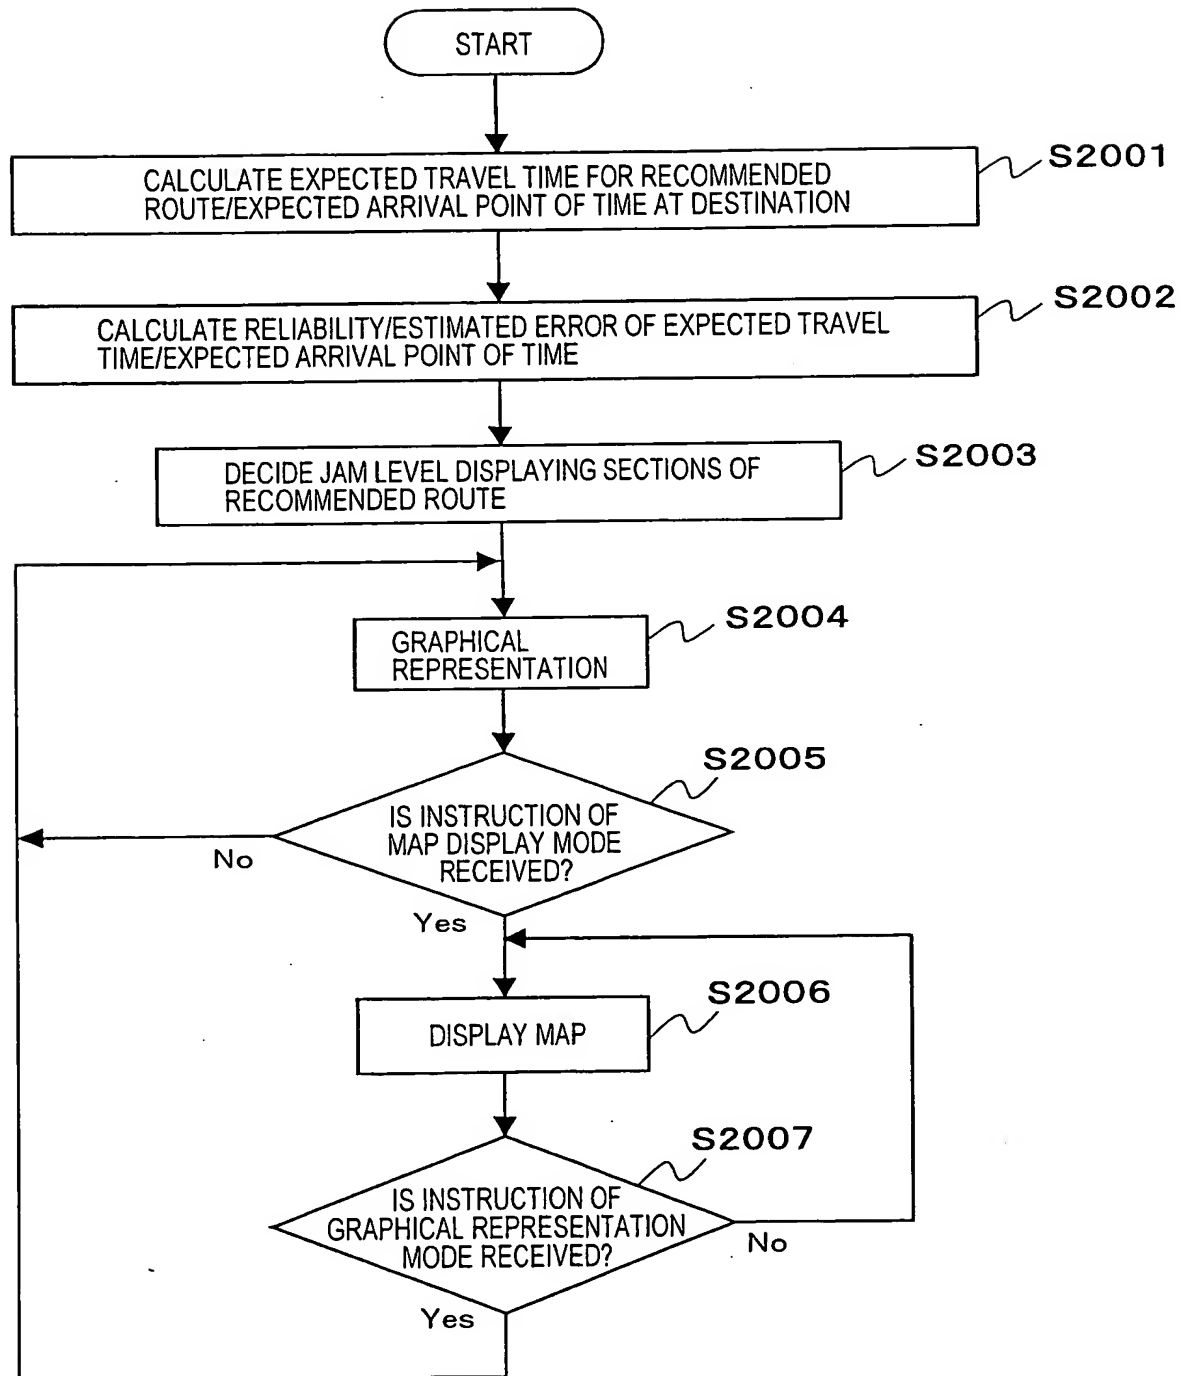 START
S2001
CALCULATE EXPECTED TRAVEL TIME FOR RECOMMENDED
ROUTE/EXPECTED ARRIVAL POINT OF TIME AT DESTINATION
S2002
CALCULATE RELIABILITY/ESTIMATED ERROR OF EXPECTED TRAVEL
TIME/EXPECTED ARRIVAL POINT OF TIME
S2003
DECIDE JAM LEVEL DISPLAYING SECTIONS OF
RECOMMENDED ROUTE
S2004
GRAPHICAL
REPRESENTATION
S2005
IS INSTRUCTION OF
MAP DISPLAY MODE
RECEIVED?
No
Yes
S2006
DISPLAY MAP
S2007
IS INSTRUCTION OF
GRAPHICAL REPRESENTATION
MODE RECEIVED?
No
Yes